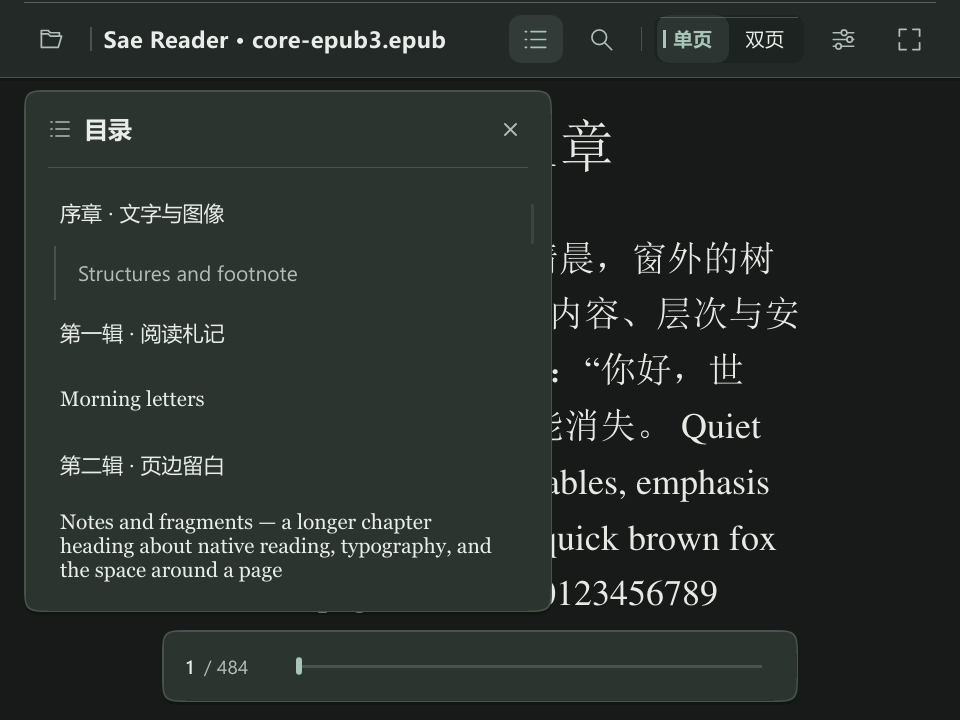 Sae Reader • core-epub3.epub
单页
双页
目录
序章 · 文字与图像
Structures and footnote
第一辑 · 阅读札记
Morning letters
第二辑 · 页边留白
Notes and fragments — a longer chapter
heading about native reading, typography, and
the space around a page
章
晨，窗外的树
内容、层次与安
：“你好，世
消失。 Quiet
emphasis
quick brown fox
0123456789
1 / 484